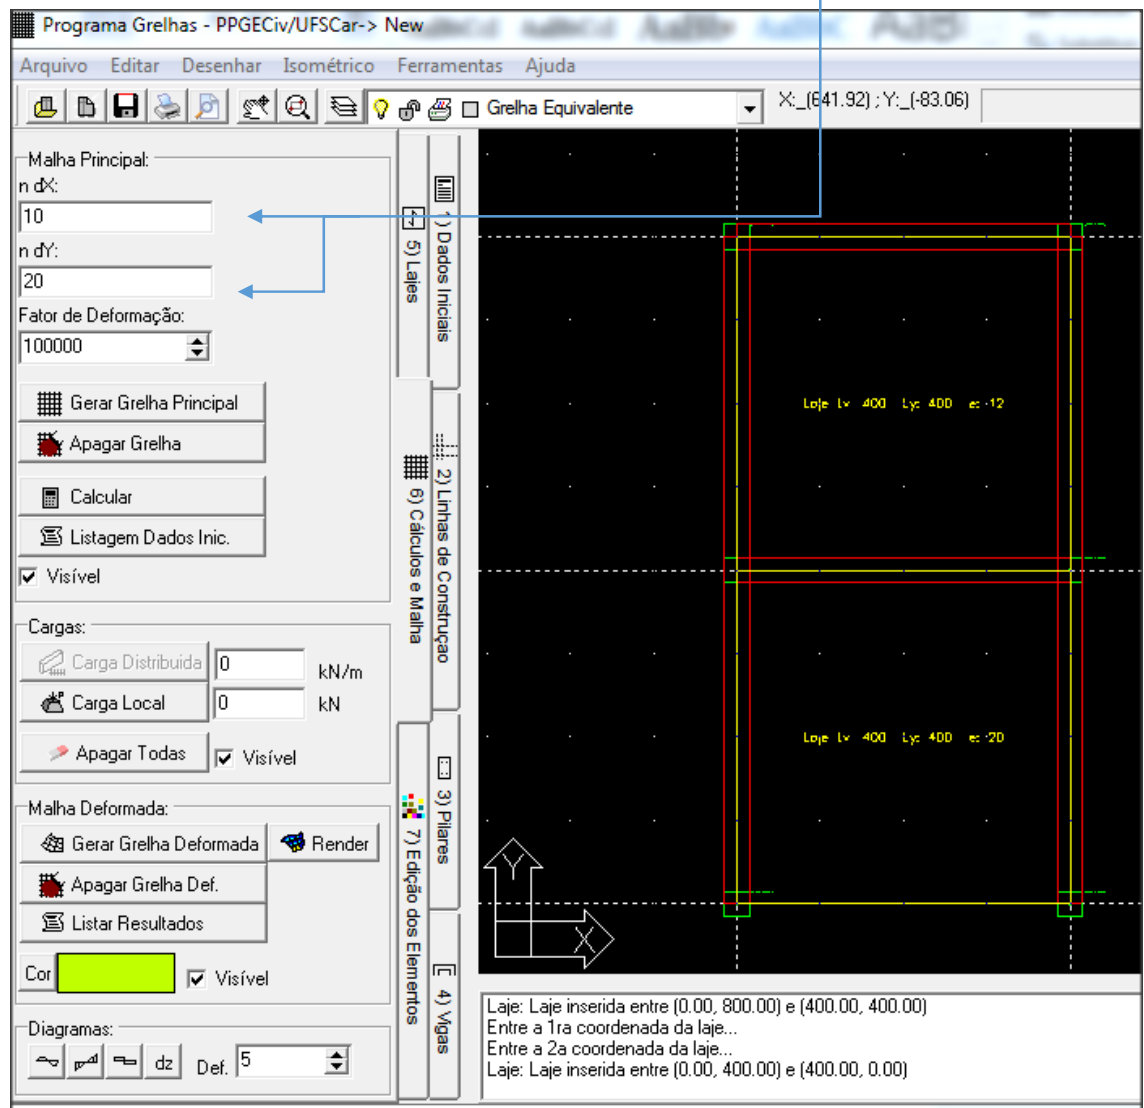 Programa Grelhas - PPGECiv/UFSCar-> New
Arquivo Editar Desenhar Isométrico Ferramentas Ajuda
Grelha Equivalente
X:_(641.92) ; Y:_(-83.06)
Malha Principal:
n dX:
10
n dY:
20
Fator de Deformação:
100000
Gerar Grelha Principal
Apagar Grelha
Calcular
Listagem Dados Inic.
Visível
Cargas:
Carga Distribuida 0 kN/m
Carga Local 0 kN
Apagar Todas Visível
Malha Deformada:
Gerar Grelha Deformada Render
Apagar Grelha Def.
Listar Resultados
Cor Visível
Diagramas:
dz Def. 5
5) Lajes
6) Cálculos e Malha
7) Edição dos Elementos
1) Dados Iniciais
2) Linhas de Construçao
3) Pilares
4) Vigas
Laje Lx: 400 Ly: 400 e: -12
Laje Lx: 400 Ly: 400 e: -20
Y
X
Laje: Laje inserida entre (0.00, 800.00) e (400.00, 400.00)
Entre a 1ra coordenada da laje...
Entre a 2a coordenada da laje...
Laje: Laje inserida entre (0.00, 400.00) e (400.00, 0.00)